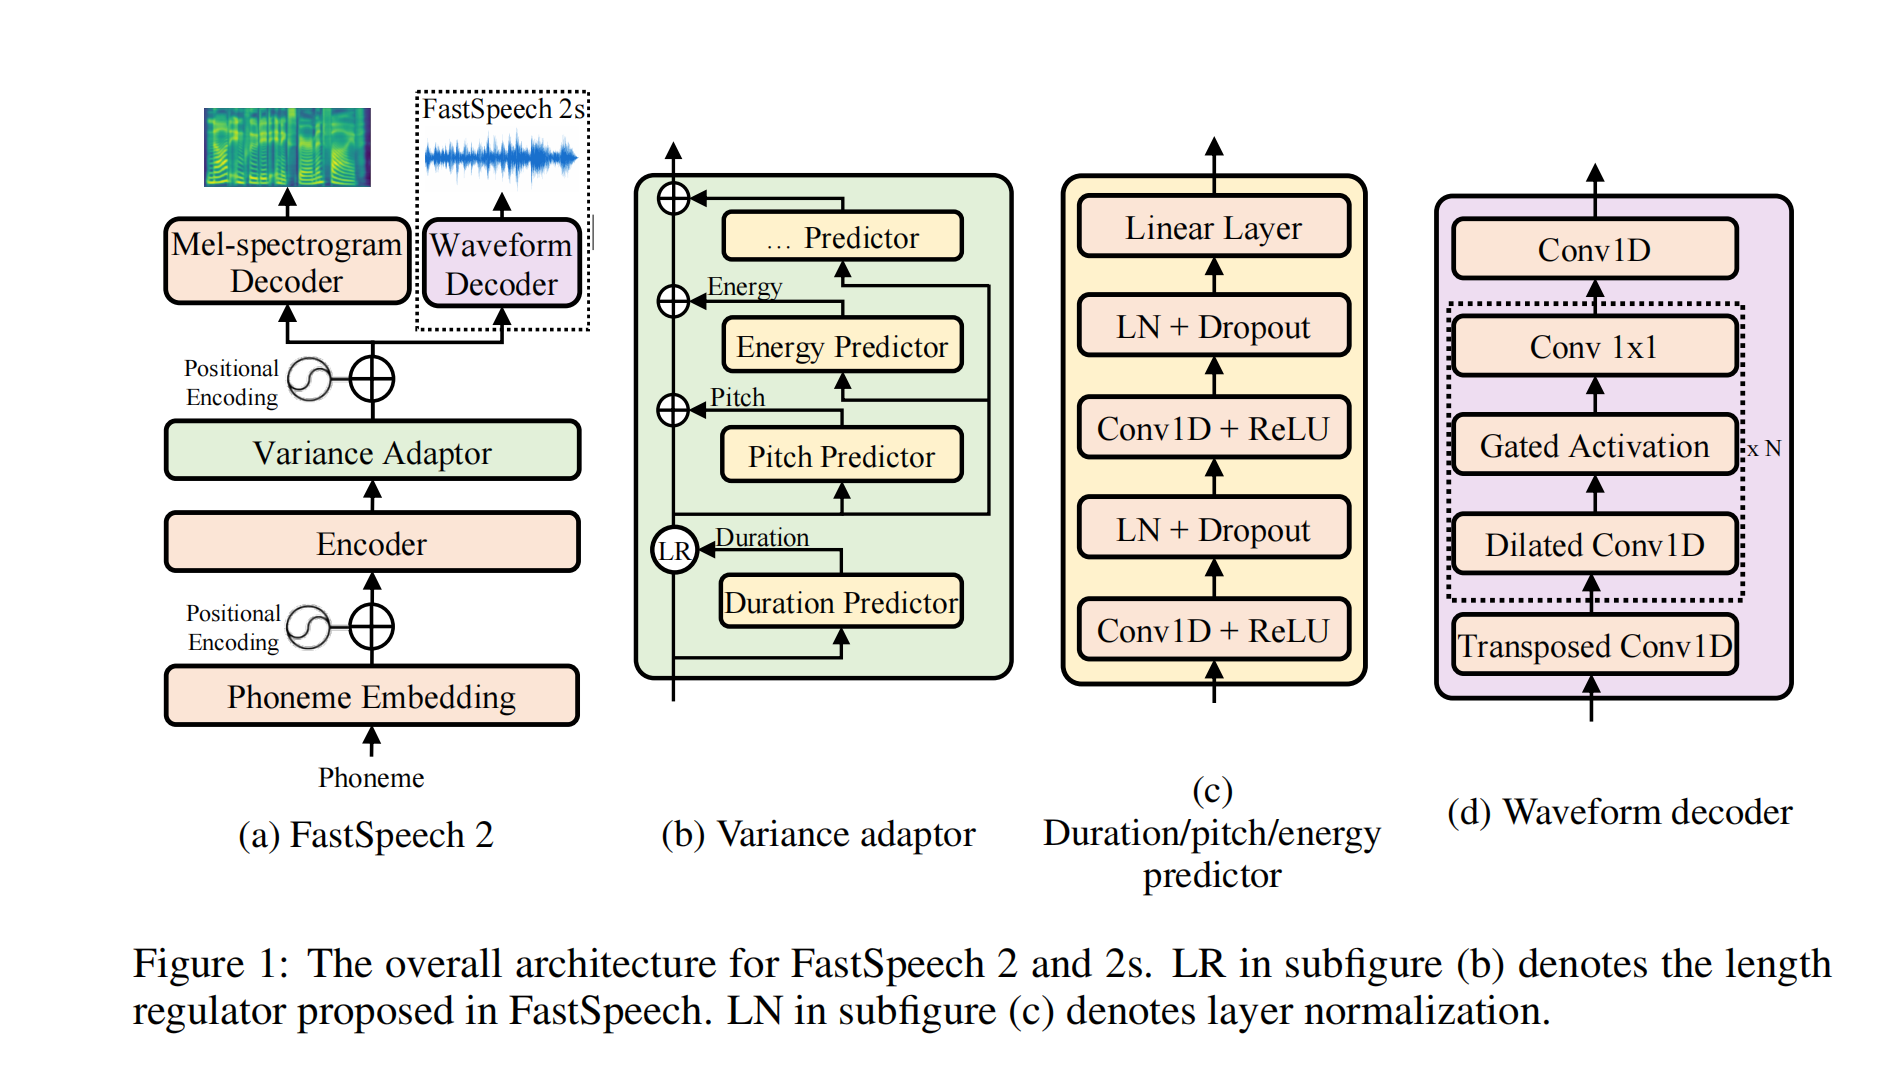 FastSpeech 2s
Mel-spectrogram
Decoder
Waveform
Decoder
Positional
Encoding
Variance Adaptor
Encoder
Positional
Encoding
Phoneme Embedding
Phoneme
(a) FastSpeech 2
... Predictor
Energy
Energy Predictor
Pitch
Pitch Predictor
LR
Duration
Duration Predictor
(b) Variance adaptor
Linear Layer
LN + Dropout
Conv1D + ReLU
LN + Dropout
Conv1D + ReLU
(c)
Duration/pitch/energy
predictor
Conv1D
Conv 1x1
Gated Activation
x N
Dilated Conv1D
Transposed Conv1D
(d) Waveform decoder
Figure 1: The overall architecture for FastSpeech 2 and 2s. LR in subfigure (b) denotes the length
regulator proposed in FastSpeech. LN in subfigure (c) denotes layer normalization.